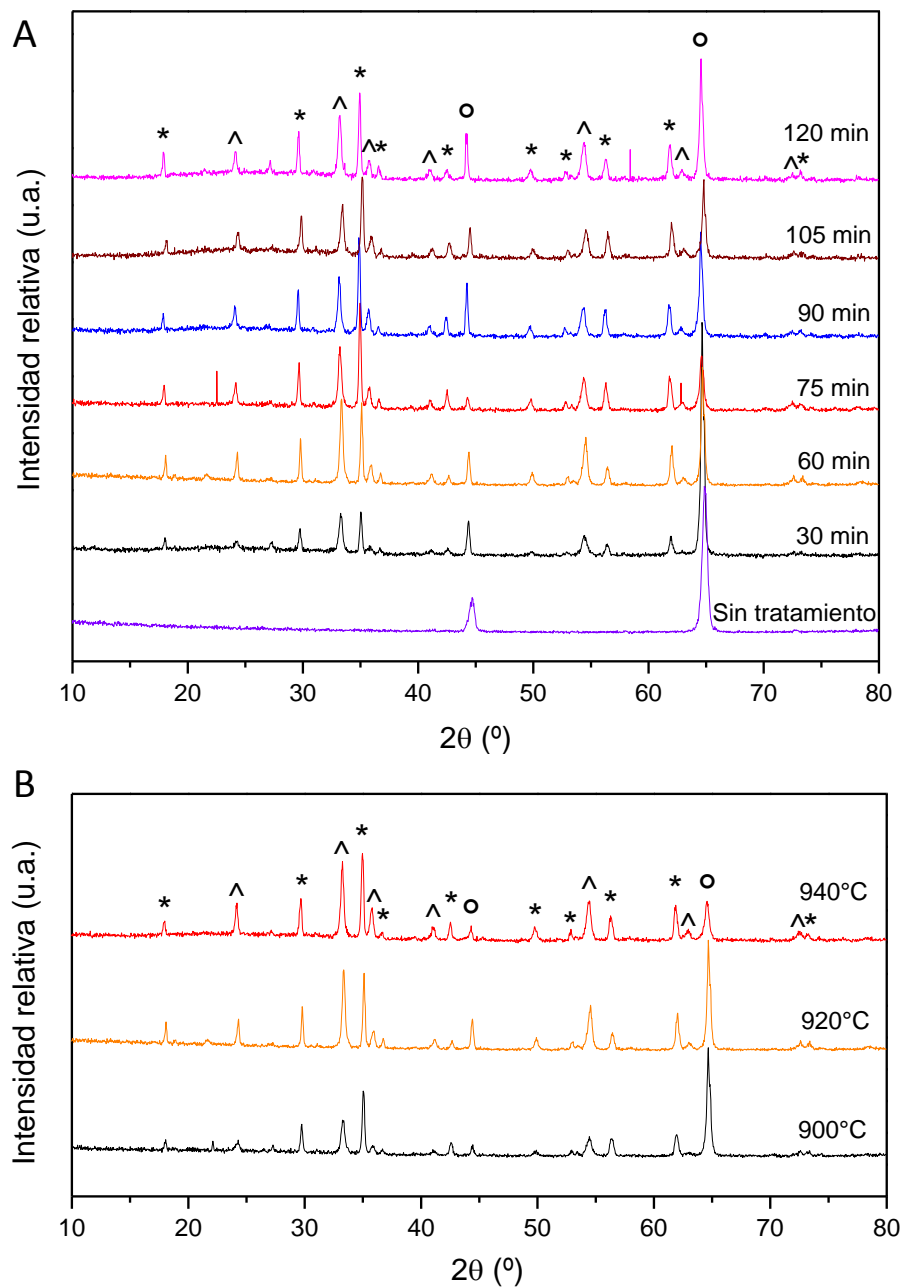 A
Intensidad relativa (u.a.)
o
* ^ * ^ * ^ * ^ * o * * ^ * * ^ ^ *
120 min
105 min
90 min
75 min
60 min
30 min
Sin tratamiento
10 20 30 40 50 60 70 80
2θ (º)
B
Intensidad relativa (u.a.)
* ^ * ^ * ^ * ^ * o * * ^ * * ^ o ^ *
940°C
920°C
900°C
10 20 30 40 50 60 70 80
2θ (º)